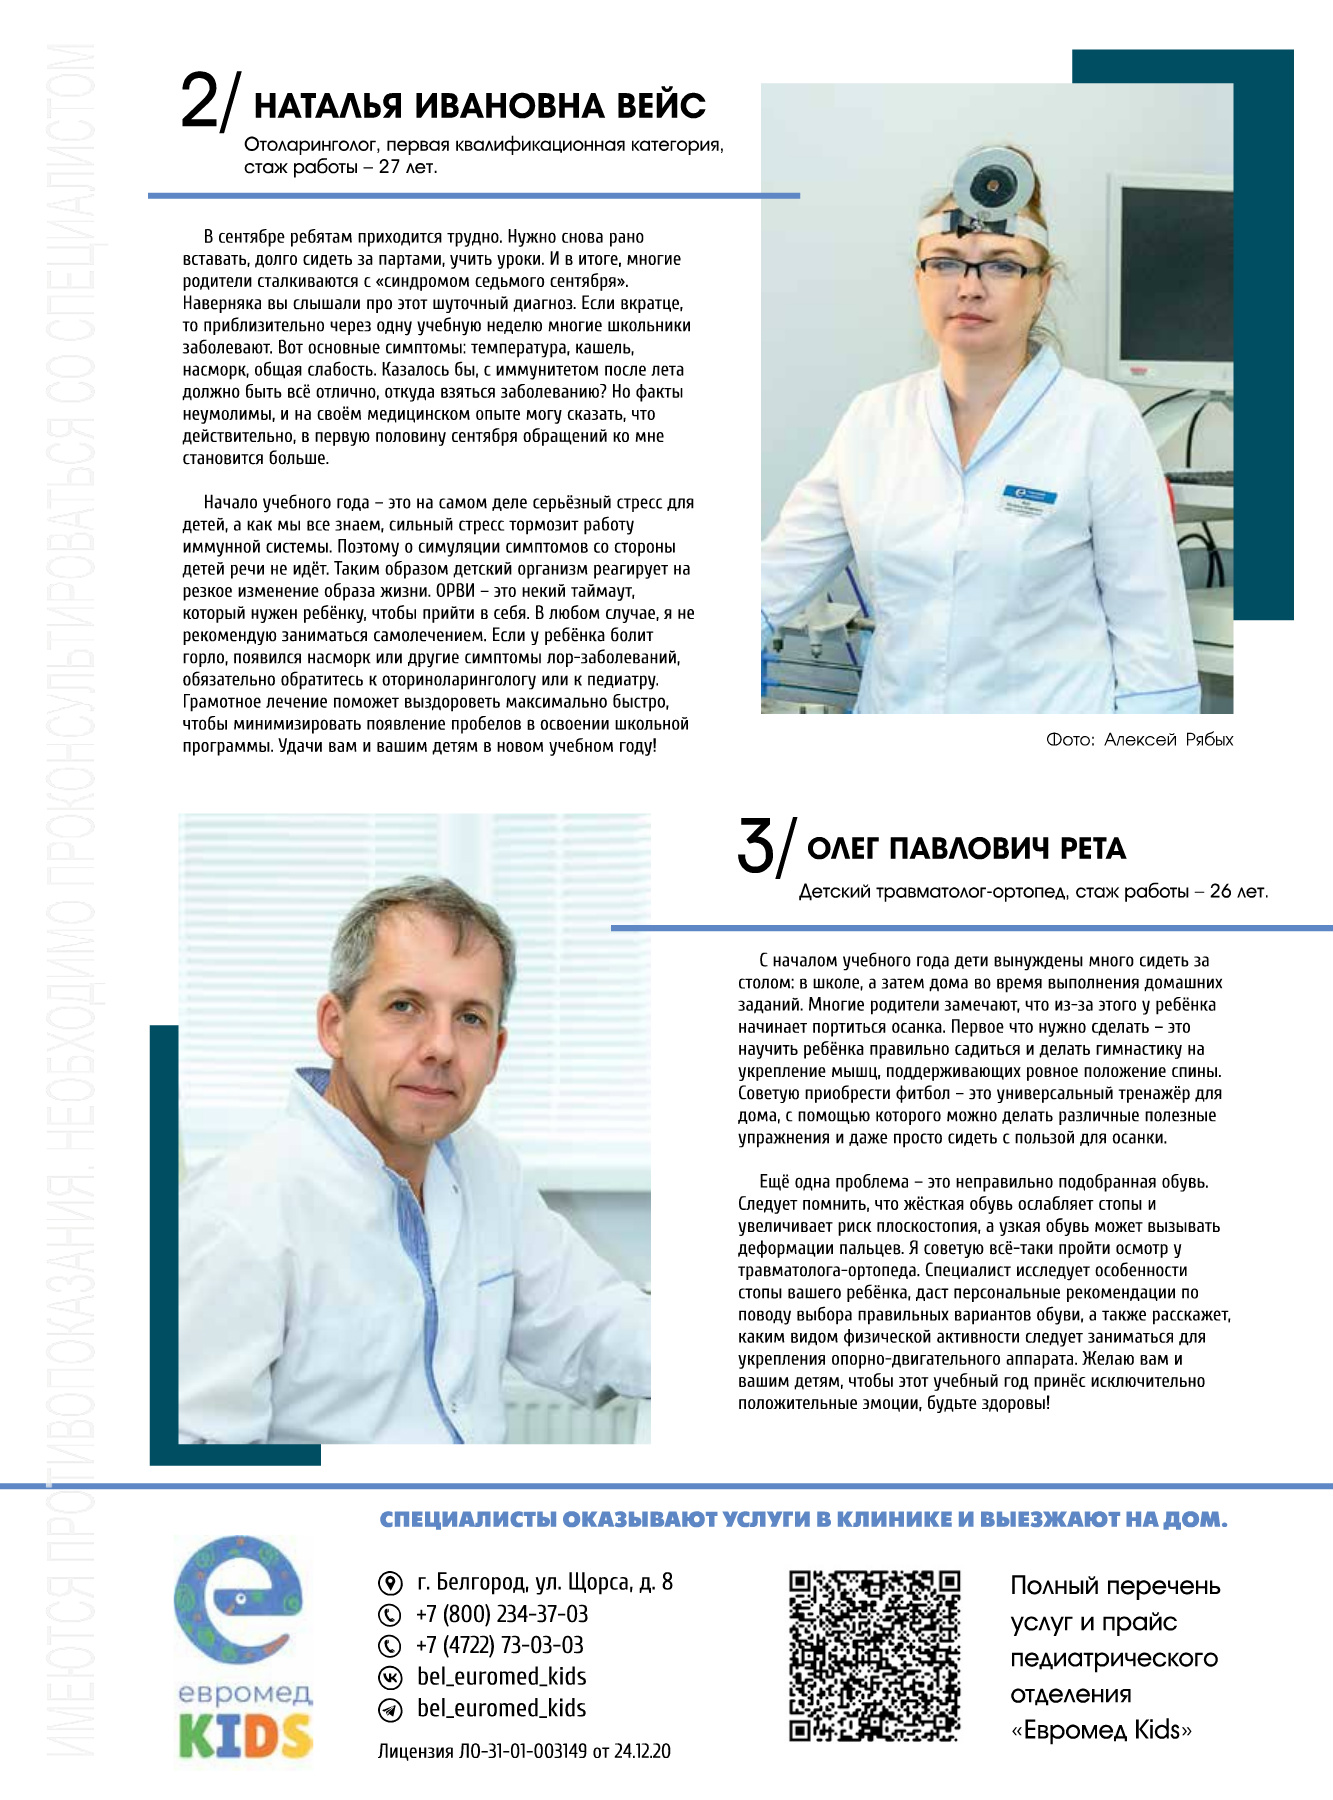 ИМЕЮТСЯ ПРОТИВОПОКАЗАНИЯ. НЕОБХОДИМО ПРОКОНСУЛЬТИРОВАТЬСЯ СО СПЕЦИАЛИСТОМ
2/ НАТАЛЬЯ ИВАНОВНА ВЕЙС
Отоларинголог, первая квалификационная категория,
стаж работы – 27 лет.
В сентябре ребятам приходится трудно. Нужно снова рано
вставать, долго сидеть за партами, учить уроки. И в итоге, многие
родители сталкиваются с «синдромом седьмого сентября».
Наверняка вы слышали про этот шуточный диагноз. Если вкратце,
то приблизительно через одну учебную неделю многие школьники
заболевают. Вот основные симптомы: температура, кашель,
насморк, общая слабость. Казалось бы, с иммунитетом после лета
должно быть всё отлично, откуда взяться заболеванию? Но факты
неумолимы, и на своём медицинском опыте могу сказать, что
действительно, в первую половину сентября обращений ко мне
становится больше.
Начало учебного года – это на самом деле серьёзный стресс для
детей, а как мы все знаем, сильный стресс тормозит работу
иммунной системы. Поэтому о симуляции симптомов со стороны
детей речи не идёт. Таким образом детский организм реагирует на
резкое изменение образа жизни. ОРВИ – это некий таймаут,
который нужен ребёнку, чтобы прийти в себя. В любом случае, я не
рекомендую заниматься самолечением. Если у ребёнка болит
горло, появился насморк или другие симптомы лор-заболеваний,
обязательно обратитесь к оториноларингологу или к педиатру.
Грамотное лечение поможет выздороветь максимально быстро,
чтобы минимизировать появление пробелов в освоении школьной
программы. Удачи вам и вашим детям в новом учебном году!
Фото: Алексей Рябых
3/ ОЛЕГ ПАВЛОВИЧ РЕТА
Детский травматолог-ортопед, стаж работы – 26 лет.
С началом учебного года дети вынуждены много сидеть за
столом: в школе, а затем дома во время выполнения домашних
заданий. Многие родители замечают, что из-за этого у ребёнка
начинает портиться осанка. Первое что нужно сделать – это
научить ребёнка правильно садиться и делать гимнастику на
укрепление мышц, поддерживающих ровное положение спины.
Советую приобрести фитбол – это универсальный тренажёр для
дома, с помощью которого можно делать различные полезные
упражнения и даже просто сидеть с пользой для осанки.
Ещё одна проблема – это неправильно подобранная обувь.
Следует помнить, что жёсткая обувь ослабляет стопы и
увеличивает риск плоскостопия, а узкая обувь может вызывать
деформации пальцев. Я советую всё-таки пройти осмотр у
травматолога-ортопеда. Специалист исследует особенности
стопы вашего ребёнка, даст персональные рекомендации по
поводу выбора правильных вариантов обуви, а также расскажет,
каким видом физической активности следует заниматься для
укрепления опорно-двигательного аппарата. Желаю вам и
вашим детям, чтобы этот учебный год принёс исключительно
положительные эмоции, будьте здоровы!
СПЕЦИАЛИСТЫ ОКАЗЫВАЮТ УСЛУГИ В КЛИНИКЕ И ВЫЕЗЖАЮТ НА ДОМ.
евромед
KIDS
г. Белгород, ул. Щорса, д. 8
+7 (800) 234-37-03
+7 (4722) 73-03-03
bel_euromed_kids
bel_euromed_kids
Лицензия ЛО-31-01-003149 от 24.12.20
Полный перечень
услуг и прайс
педиатрического
отделения
«Евромед Kids»